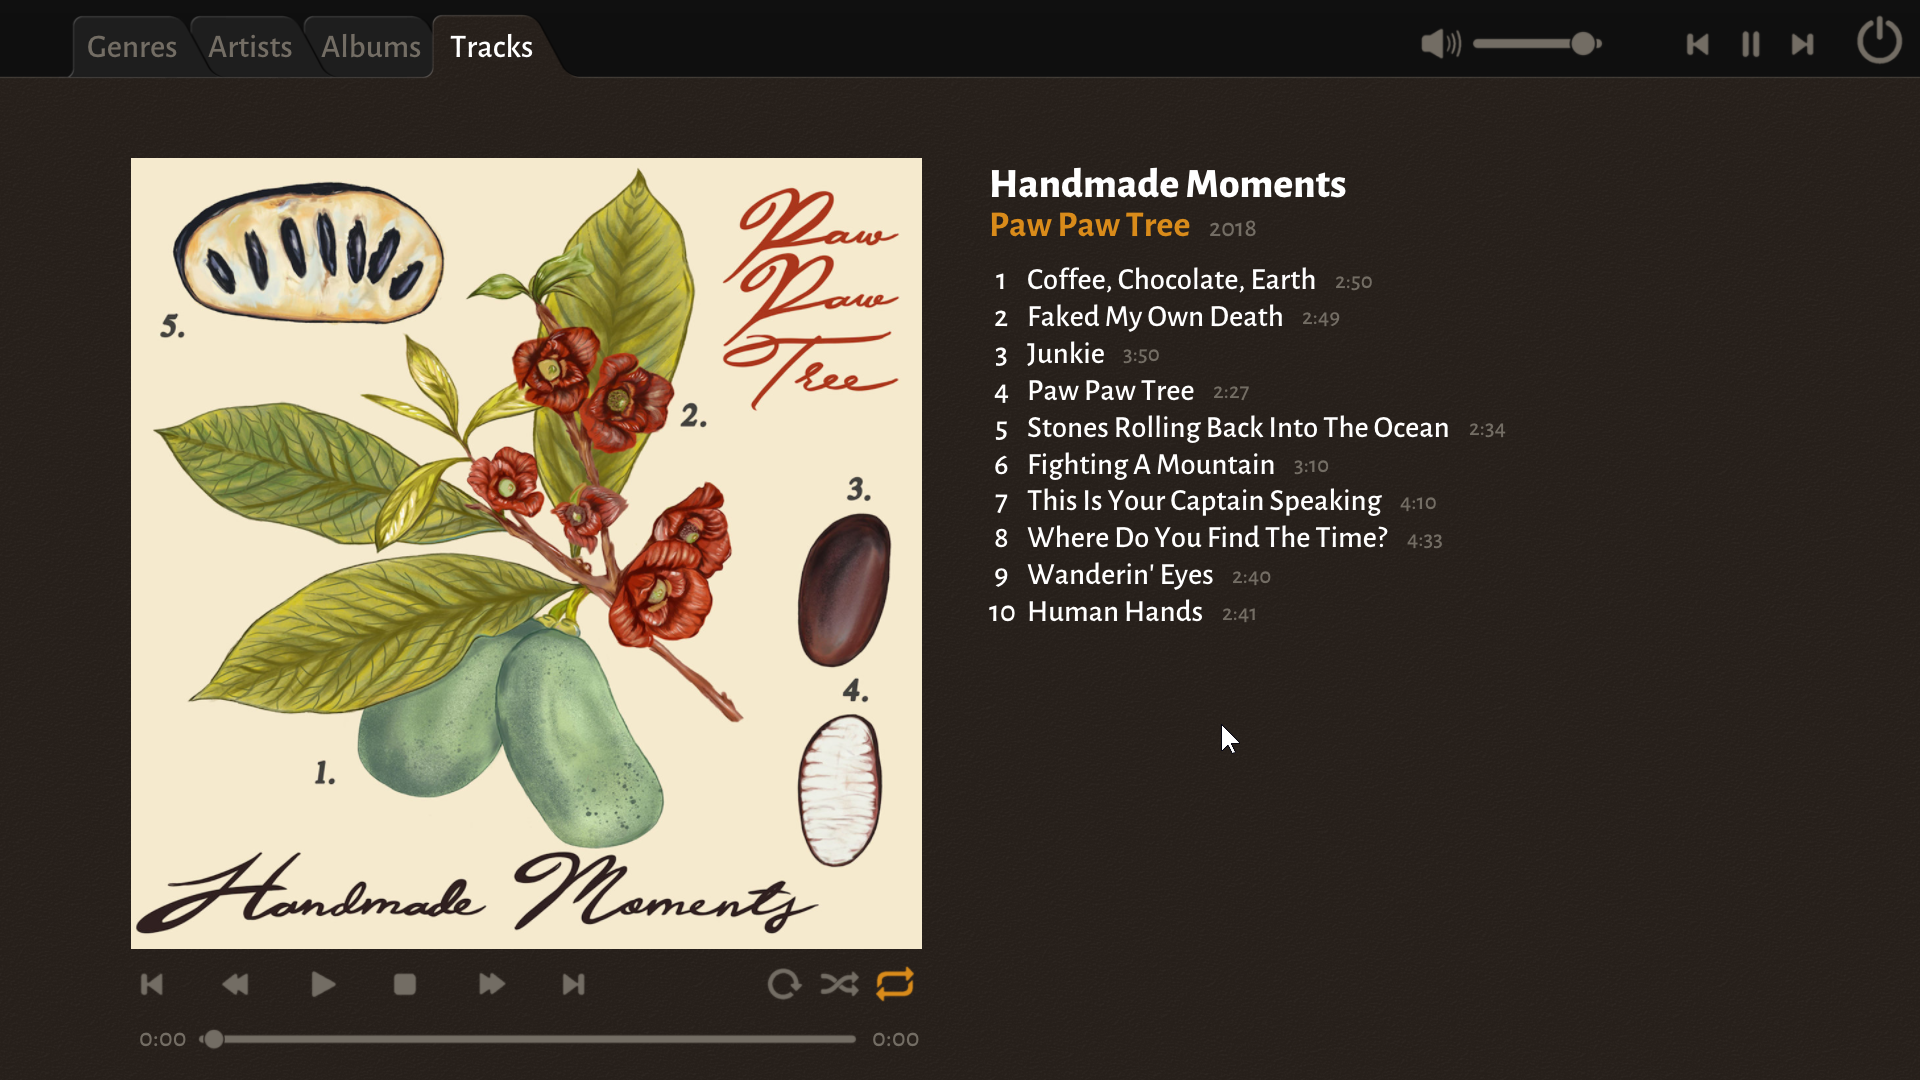 Genres Artists Albums Tracks
Paw
Paw
Tree
5.
2.
3.
4.
1.
Handmade Moments
0:00 0:00
Handmade Moments
Paw Paw Tree 2018
1 Coffee, Chocolate, Earth 2:50
2 Faked My Own Death 2:49
3 Junkie 3:50
4 Paw Paw Tree 2:27
5 Stones Rolling Back Into The Ocean 2:34
6 Fighting A Mountain 3:10
7 This Is Your Captain Speaking 4:10
8 Where Do You Find The Time? 4:33
9 Wanderin' Eyes 2:40
10 Human Hands 2:41